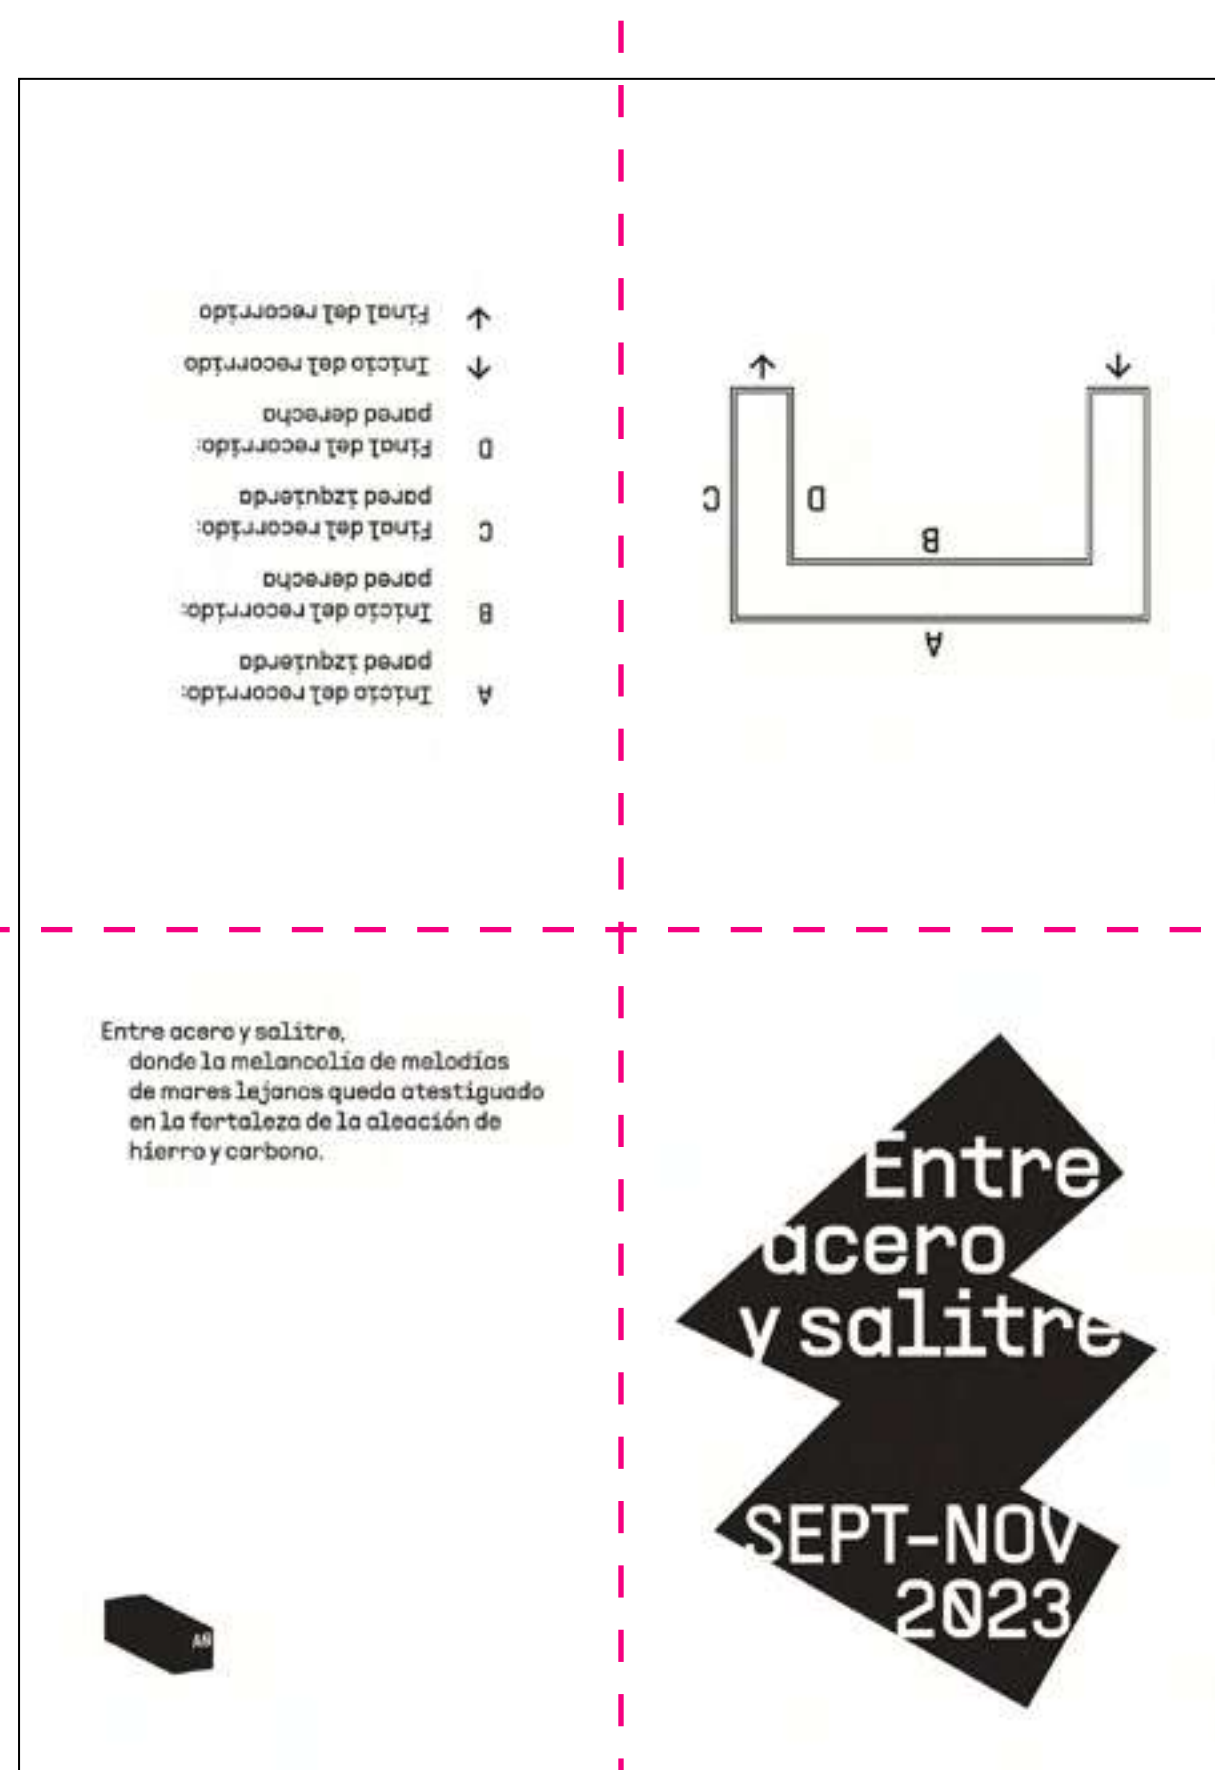 A Inicio del recorrido:
pared izquierda
B Inicio del recorrido:
pared derecha
C Final del recorrido:
pared izquierda
D Final del recorrido:
pared derecha
↑ Inicio del recorrido
↓ Final del recorrido
A
B
D
C
Entre acero y salitre,
donde la melancolía de melodías
de mares lejanos queda atestiguado
en la fortaleza de la aleación de
hierro y carbono.
AÑ
Entre
acero
y salitre
SEPT-NOV
2023